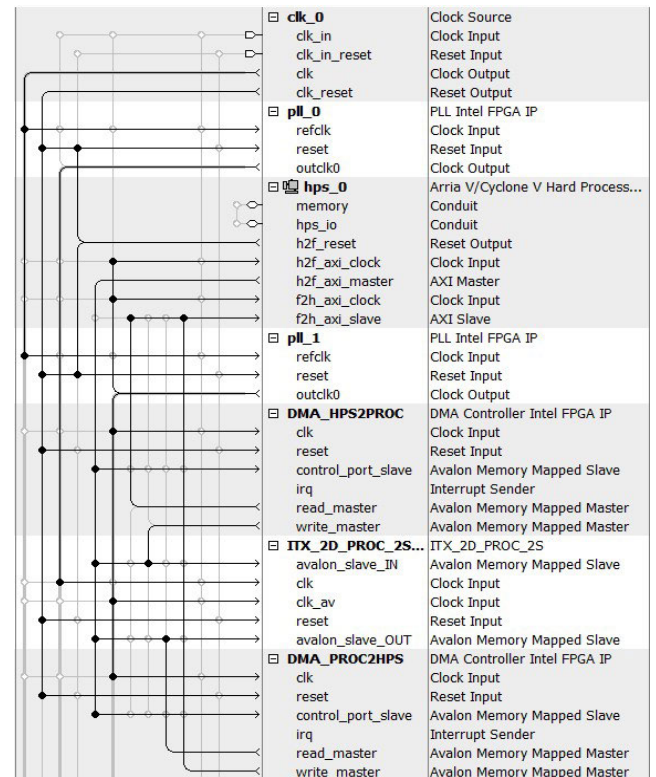 clk_0 Clock Source
clk_in Clock Input
clk_in_reset Reset Input
clk Clock Output
clk_reset Reset Output
pll_0 PLL Intel FPGA IP
refclk Clock Input
reset Reset Input
outclk0 Clock Output
hps_0 Arria V/Cyclone V Hard Process...
memory Conduit
hps_io Conduit
h2f_reset Reset Output
h2f_axi_clock Clock Input
h2f_axi_master AXI Master
f2h_axi_clock Clock Input
f2h_axi_slave AXI Slave
pll_1 PLL Intel FPGA IP
refclk Clock Input
reset Reset Input
outclk0 Clock Output
DMA_HPS2PROC DMA Controller Intel FPGA IP
clk Clock Input
reset Reset Input
control_port_slave Avalon Memory Mapped Slave
irq Interrupt Sender
read_master Avalon Memory Mapped Master
write_master Avalon Memory Mapped Master
ITX_2D_PROC_2S... ITX_2D_PROC_2S
avalon_slave_IN Avalon Memory Mapped Slave
clk Clock Input
clk_av Clock Input
reset Reset Input
avalon_slave_OUT Avalon Memory Mapped Slave
DMA_PROC2HPS DMA Controller Intel FPGA IP
clk Clock Input
reset Reset Input
control_port_slave Avalon Memory Mapped Slave
irq Interrupt Sender
read_master Avalon Memory Mapped Master
write_master Avalon Memory Mapped Master